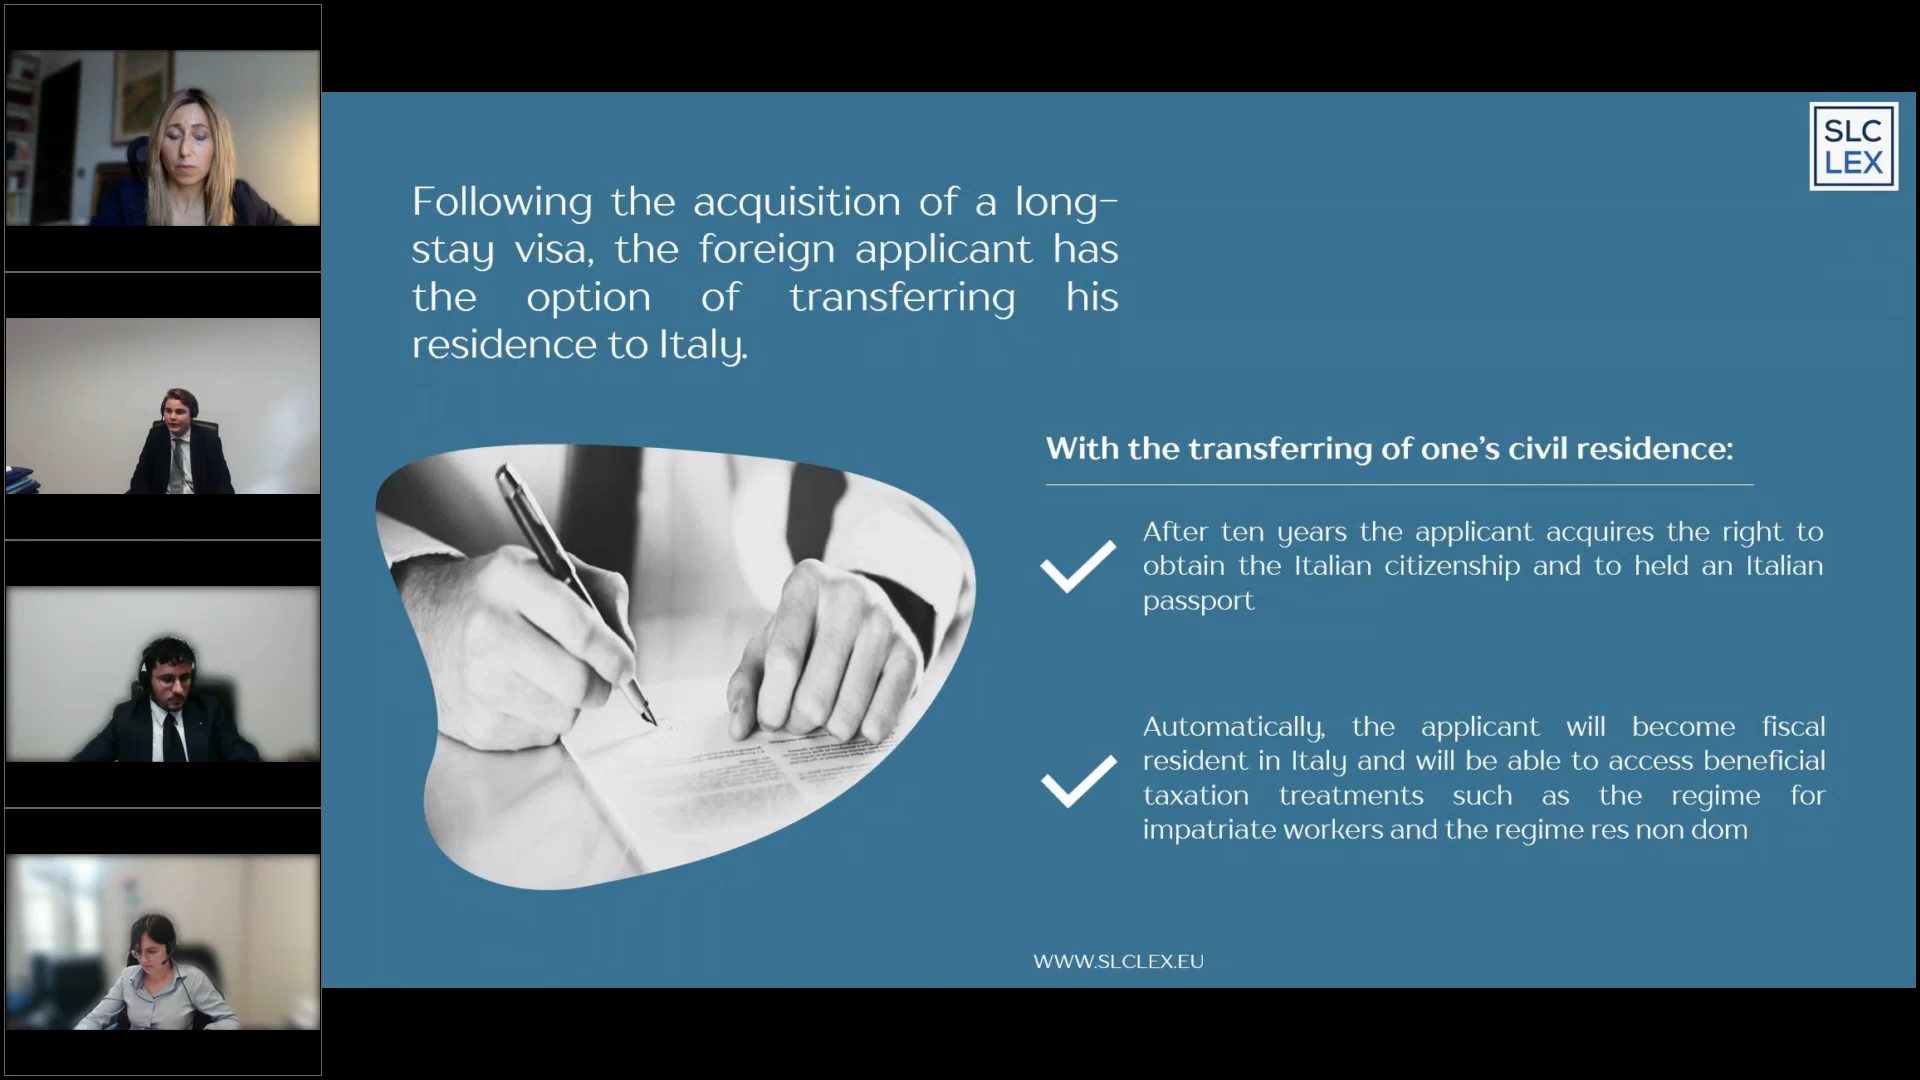 SLC
LEX
Following the acquisition of a long-
stay visa, the foreign applicant has
the option of transferring his
residence to Italy.
With the transferring of one's civil residence:
After ten years the applicant acquires the right to
obtain the Italian citizenship and to held an Italian
passport
Automatically, the applicant will become fiscal
resident in Italy and will be able to access beneficial
taxation treatments such as the regime for
impatriate workers and the regime res non dom
WWW.SLCLEX.EU